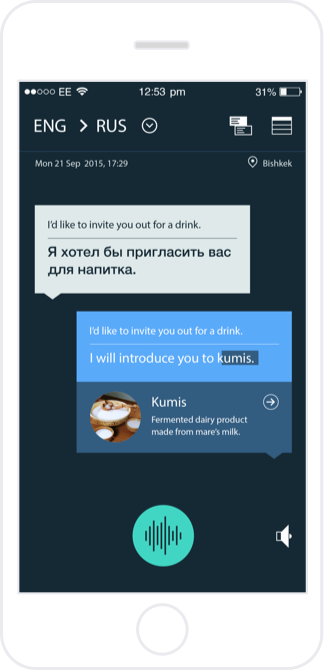 EE 12:53 pm 31%
ENG > RUS
Mon 21 Sep 2015, 17:29 Bishkek
I'd like to invite you out for a drink.
Я хотел бы пригласить вас
для напитка.
I'd like to invite you out for a drink.
I will introduce you to kumis.
Kumis
Fermented dairy product
made from mare's milk.